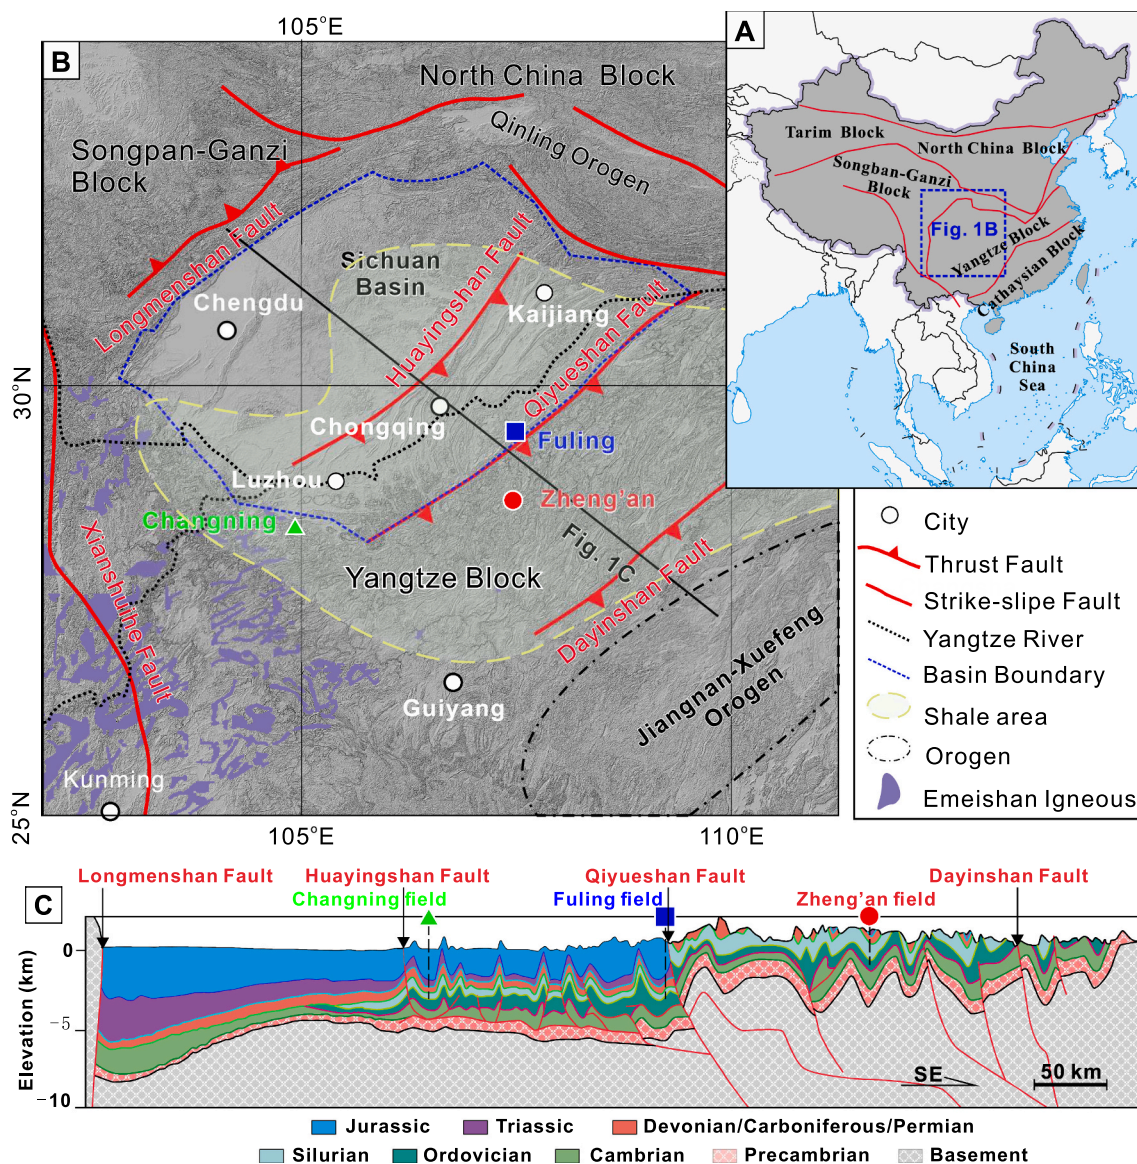 105°E
B
North China Block
Songpan-Ganzi
Block
Qinling Orogen
Longmenshan Fault
Sichuan
Basin
Chengdu
Huayingshan Fault
Kaijiang
Qiyueshan Fault
30°N
Chongqing
Fuling
Luzhou
Zheng'an
Changning
Fig. 1C
Yangtze Block
Dayinshan Fault
Xianshuihe Fault
Guiyang
Jiangnan-Xuefeng
Orogen
Kunming
25°N
105°E
110°E
A
Tarim Block
North China Block
Songban-Ganzi
Block
Fig. 1B
Yangtze Block
Cathaysian Block
South
China
Sea
City
Thrust Fault
Strike-slipe Fault
Yangtze River
Basin Boundary
Shale area
Orogen
Emeishan Igneous
C
Longmenshan Fault
Huayingshan Fault
Qiyueshan Fault
Dayinshan Fault
Changning field
Fuling field
Zheng'an field
Elevation (km)
0
-5
-10
SE
50 km
Jurassic
Triassic
Devonian/Carboniferous/Permian
Silurian
Ordovician
Cambrian
Precambrian
Basement